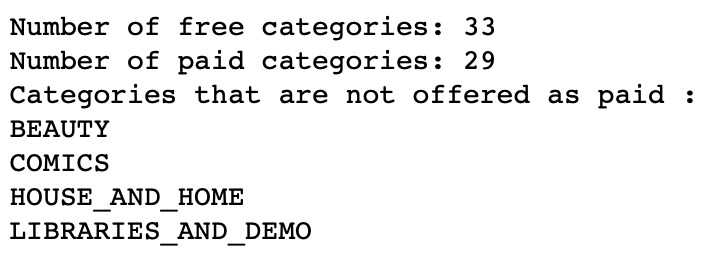 Number of free categories: 33
Number of paid categories: 29
Categories that are not offered as paid :
BEAUTY
COMICS
HOUSE_AND_HOME
LIBRARIES_AND_DEMO